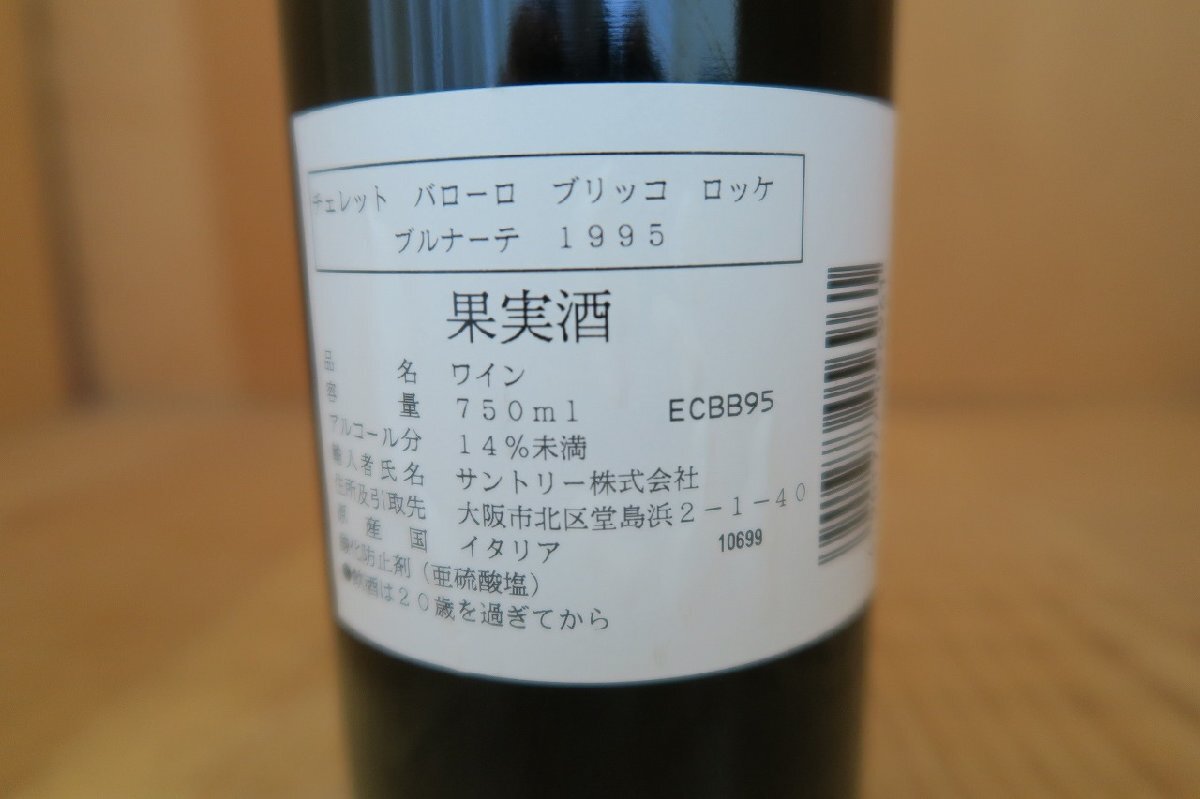 チェレット　バローロ　ブリッコ　ロッケ
ブルナーテ　１９９５
果実酒
品名　ワイン
容量　７５０ｍｌ　ECBB95
アルコール分　１４％未満
輸入者氏名　サントリー株式会社
住所及引取先　大阪市北区堂島浜２－１－４０
原産国　イタリア　10699
酸化防止剤（亜硫酸塩）
●飲酒は２０歳を過ぎてから